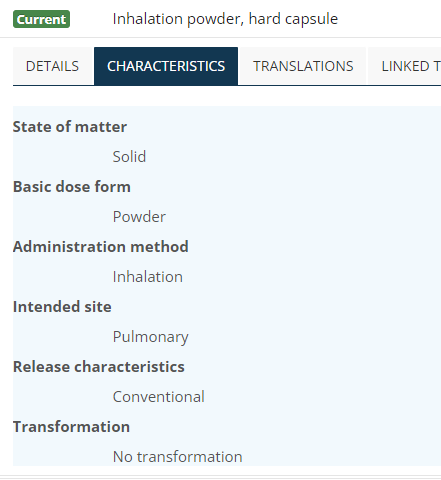 Current Inhalation powder, hard capsule
DETAILS CHARACTERISTICS TRANSLATIONS LINKED T
State of matter
Solid
Basic dose form
Powder
Administration method
Inhalation
Intended site
Pulmonary
Release characteristics
Conventional
Transformation
No transformation